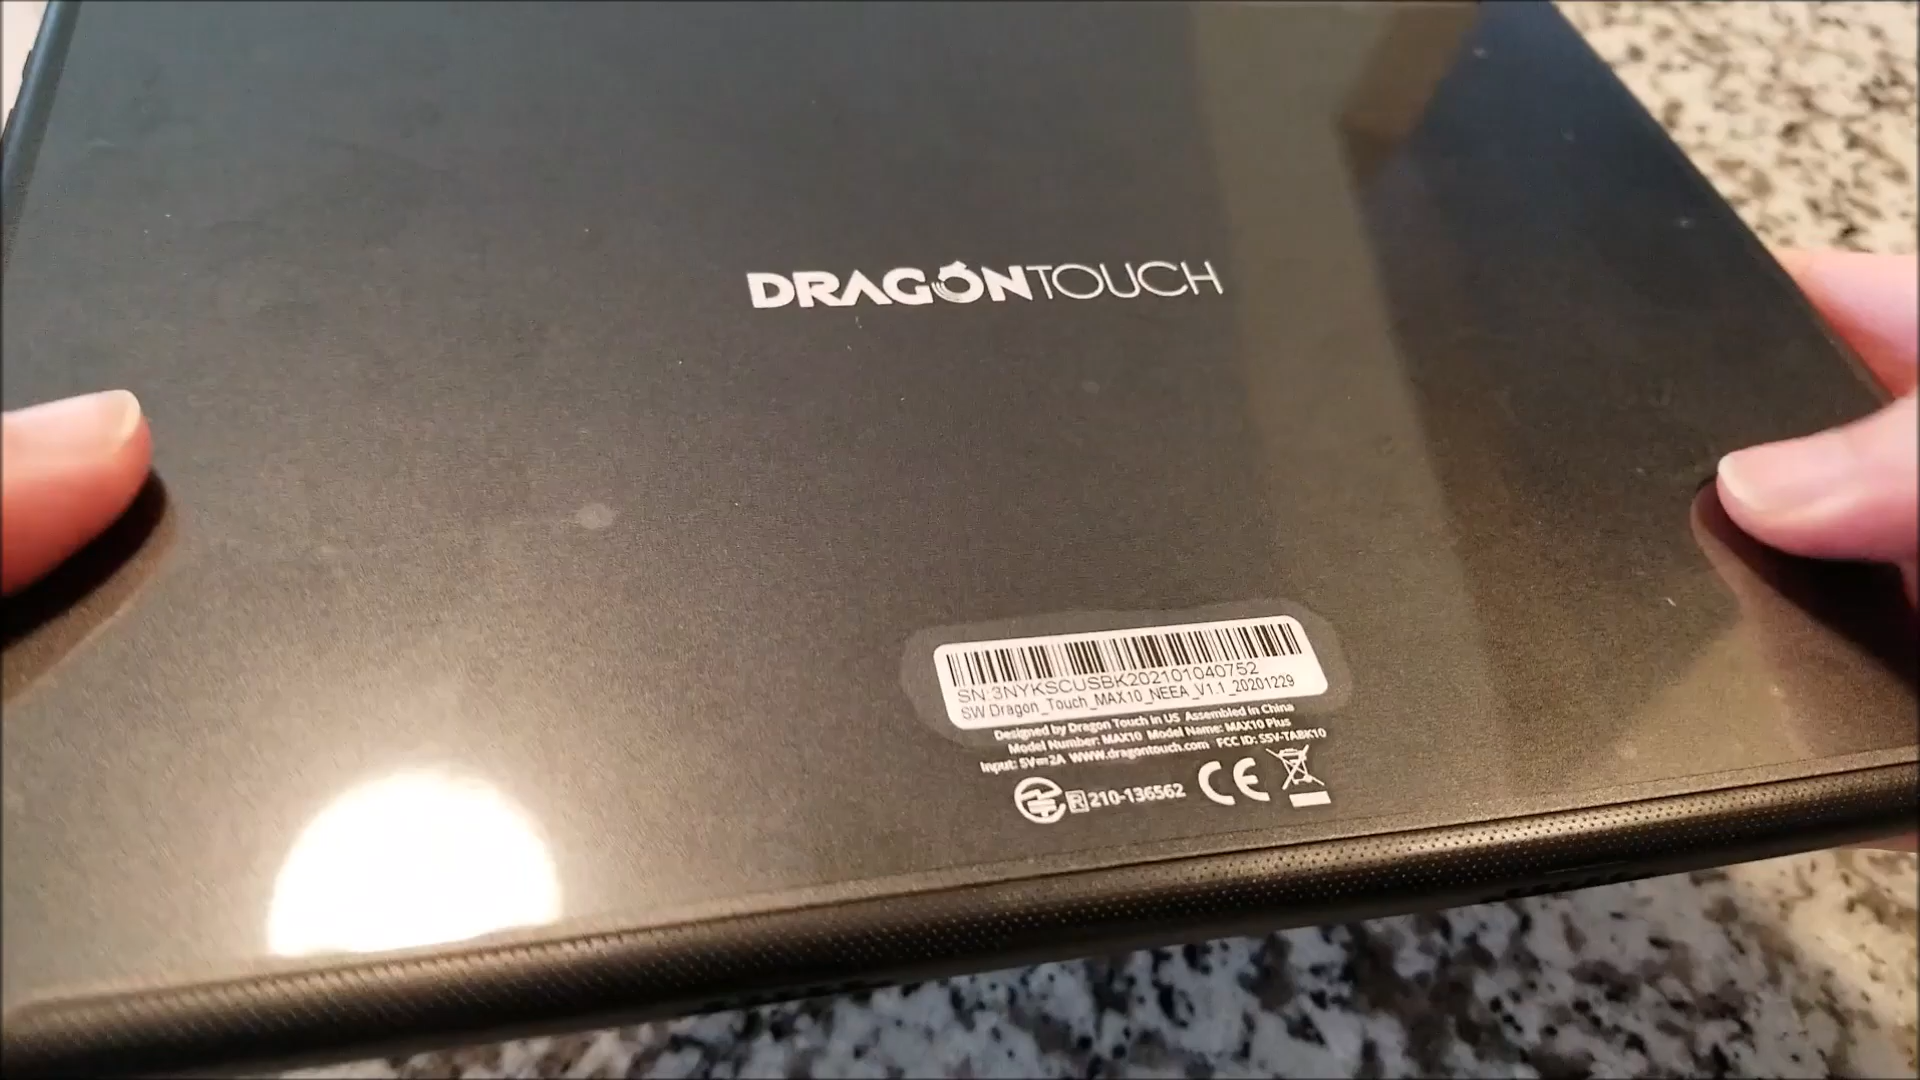 DRAGONTOUCH
SN:3NYKSCUSBK202101040752
SW Dragon_Touch_MAX10_NEEA_V1.1_20201229
Designed by Dragon Touch in US Assembled in China
Model Number: MAX10 Model Name: MAX10 Plus
Input: 5V⎓2A www.dragontouch.com FCC ID: S5V-TABK10
R 210-136562 CE